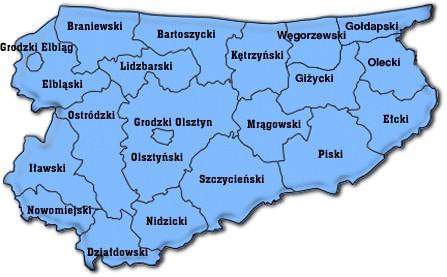 Braniewski
Bartoszycki
Gołdapski
Węgorzewski
Grodzki Elbląg
Kętrzyński
Lidzbarski
Olecki
Giżycki
Elbląski
Ostródzki
Grodzki Olsztyn
Mrągowski
Ełcki
Olsztyński
Piski
Iławski
Szczycieński
Nowomiejski
Nidzicki
Działdowski